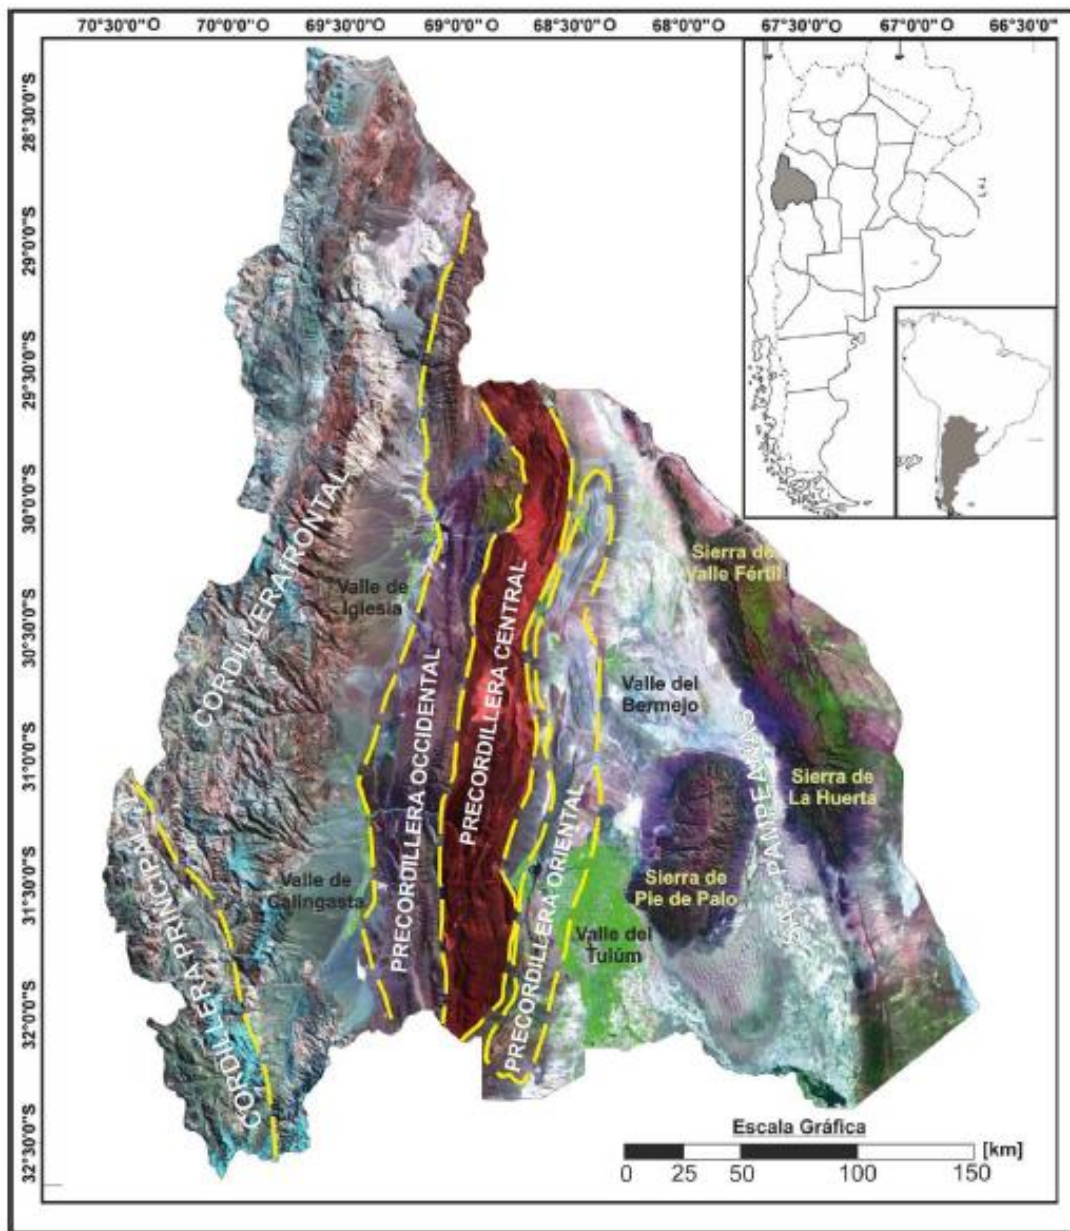 70°30'0"O 70°0'0"O 69°30'0"O 69°0'0"O 68°30'0"O 68°0'0"O 67°30'0"O 67°0'0"O 66°30'0"O
28°30'0"S
29°0'0"S
29°30'0"S
30°0'0"S
30°30'0"S
31°0'0"S
31°30'0"S
32°0'0"S
32°30'0"S
CORDILLERA FRONTAL
CORDILLERA PRINCIPAL
Valle de
Iglesia
PRECORDILLERA OCCIDENTAL
PRECORDILLERA CENTRAL
PRECORDILLERA ORIENTAL
Sierra de
Valle Fértil
Valle del
Bermejo
PAMPEANAS
Sierra de
La Huerta
Valle de
Calingasta
Sierra de
Pie de Palo
Valle del
Tulúm
Escala Gráfica
[km]
0 25 50 100 150